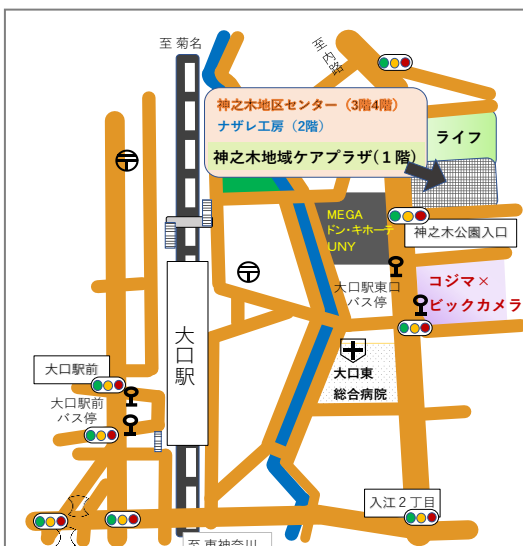 至 菊名
至内路
神之木地区センター（3階4階）
ナザレ工房（2階）
神之木地域ケアプラザ(１階)
ライフ
MEGA
ドン・キホーテ
UNY
神之木公園入口
大口駅東口
バス停
コジマ×
ビックカメラ
大口駅
大口駅前
大口駅前
バス停
大口東
総合病院
入江２丁目
至 東神奈川